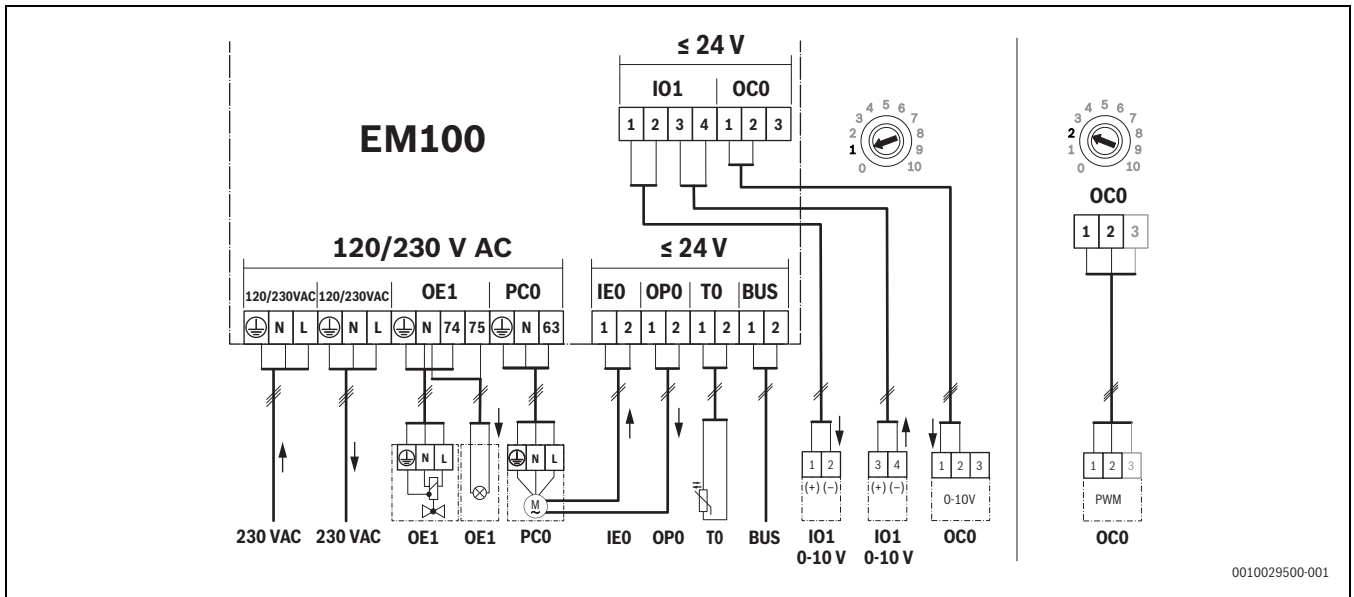 ≤ 24 V
IO1 OC0
1 2 3 4 1 2 3
EM100
0 1 2 3 4 5 6 7 8 9 10
0 1 2 3 4 5 6 7 8 9 10
OC0
1 2 3
120/230 V AC
≤ 24 V
120/230VAC 120/230VAC OE1 PC0
IE0 OP0 T0 BUS
N L N L N 74 75 N 63
1 2 1 2 1 2 1 2
N L
N L
M
~
1 2
(+) (−)
3 4
(+) (−)
1 2 3
0-10V
1 2 3
PWM
230 VAC 230 VAC OE1 OE1 PC0 IE0 OP0 T0 BUS IO1 IO1 OC0 OC0
0-10 V 0-10 V
0010029500-001